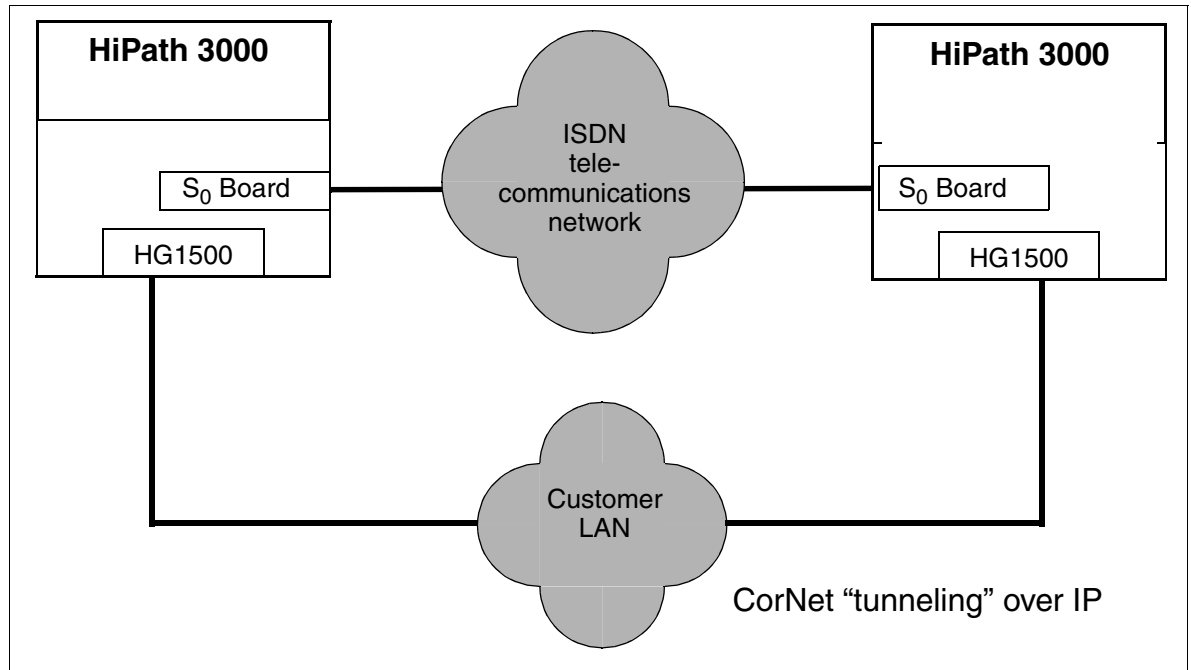 HiPath 3000
HiPath 3000
ISDN
tele-
communications
network
S0 Board
S0 Board
HG1500
HG1500
Customer
LAN
CorNet “tunneling” over IP